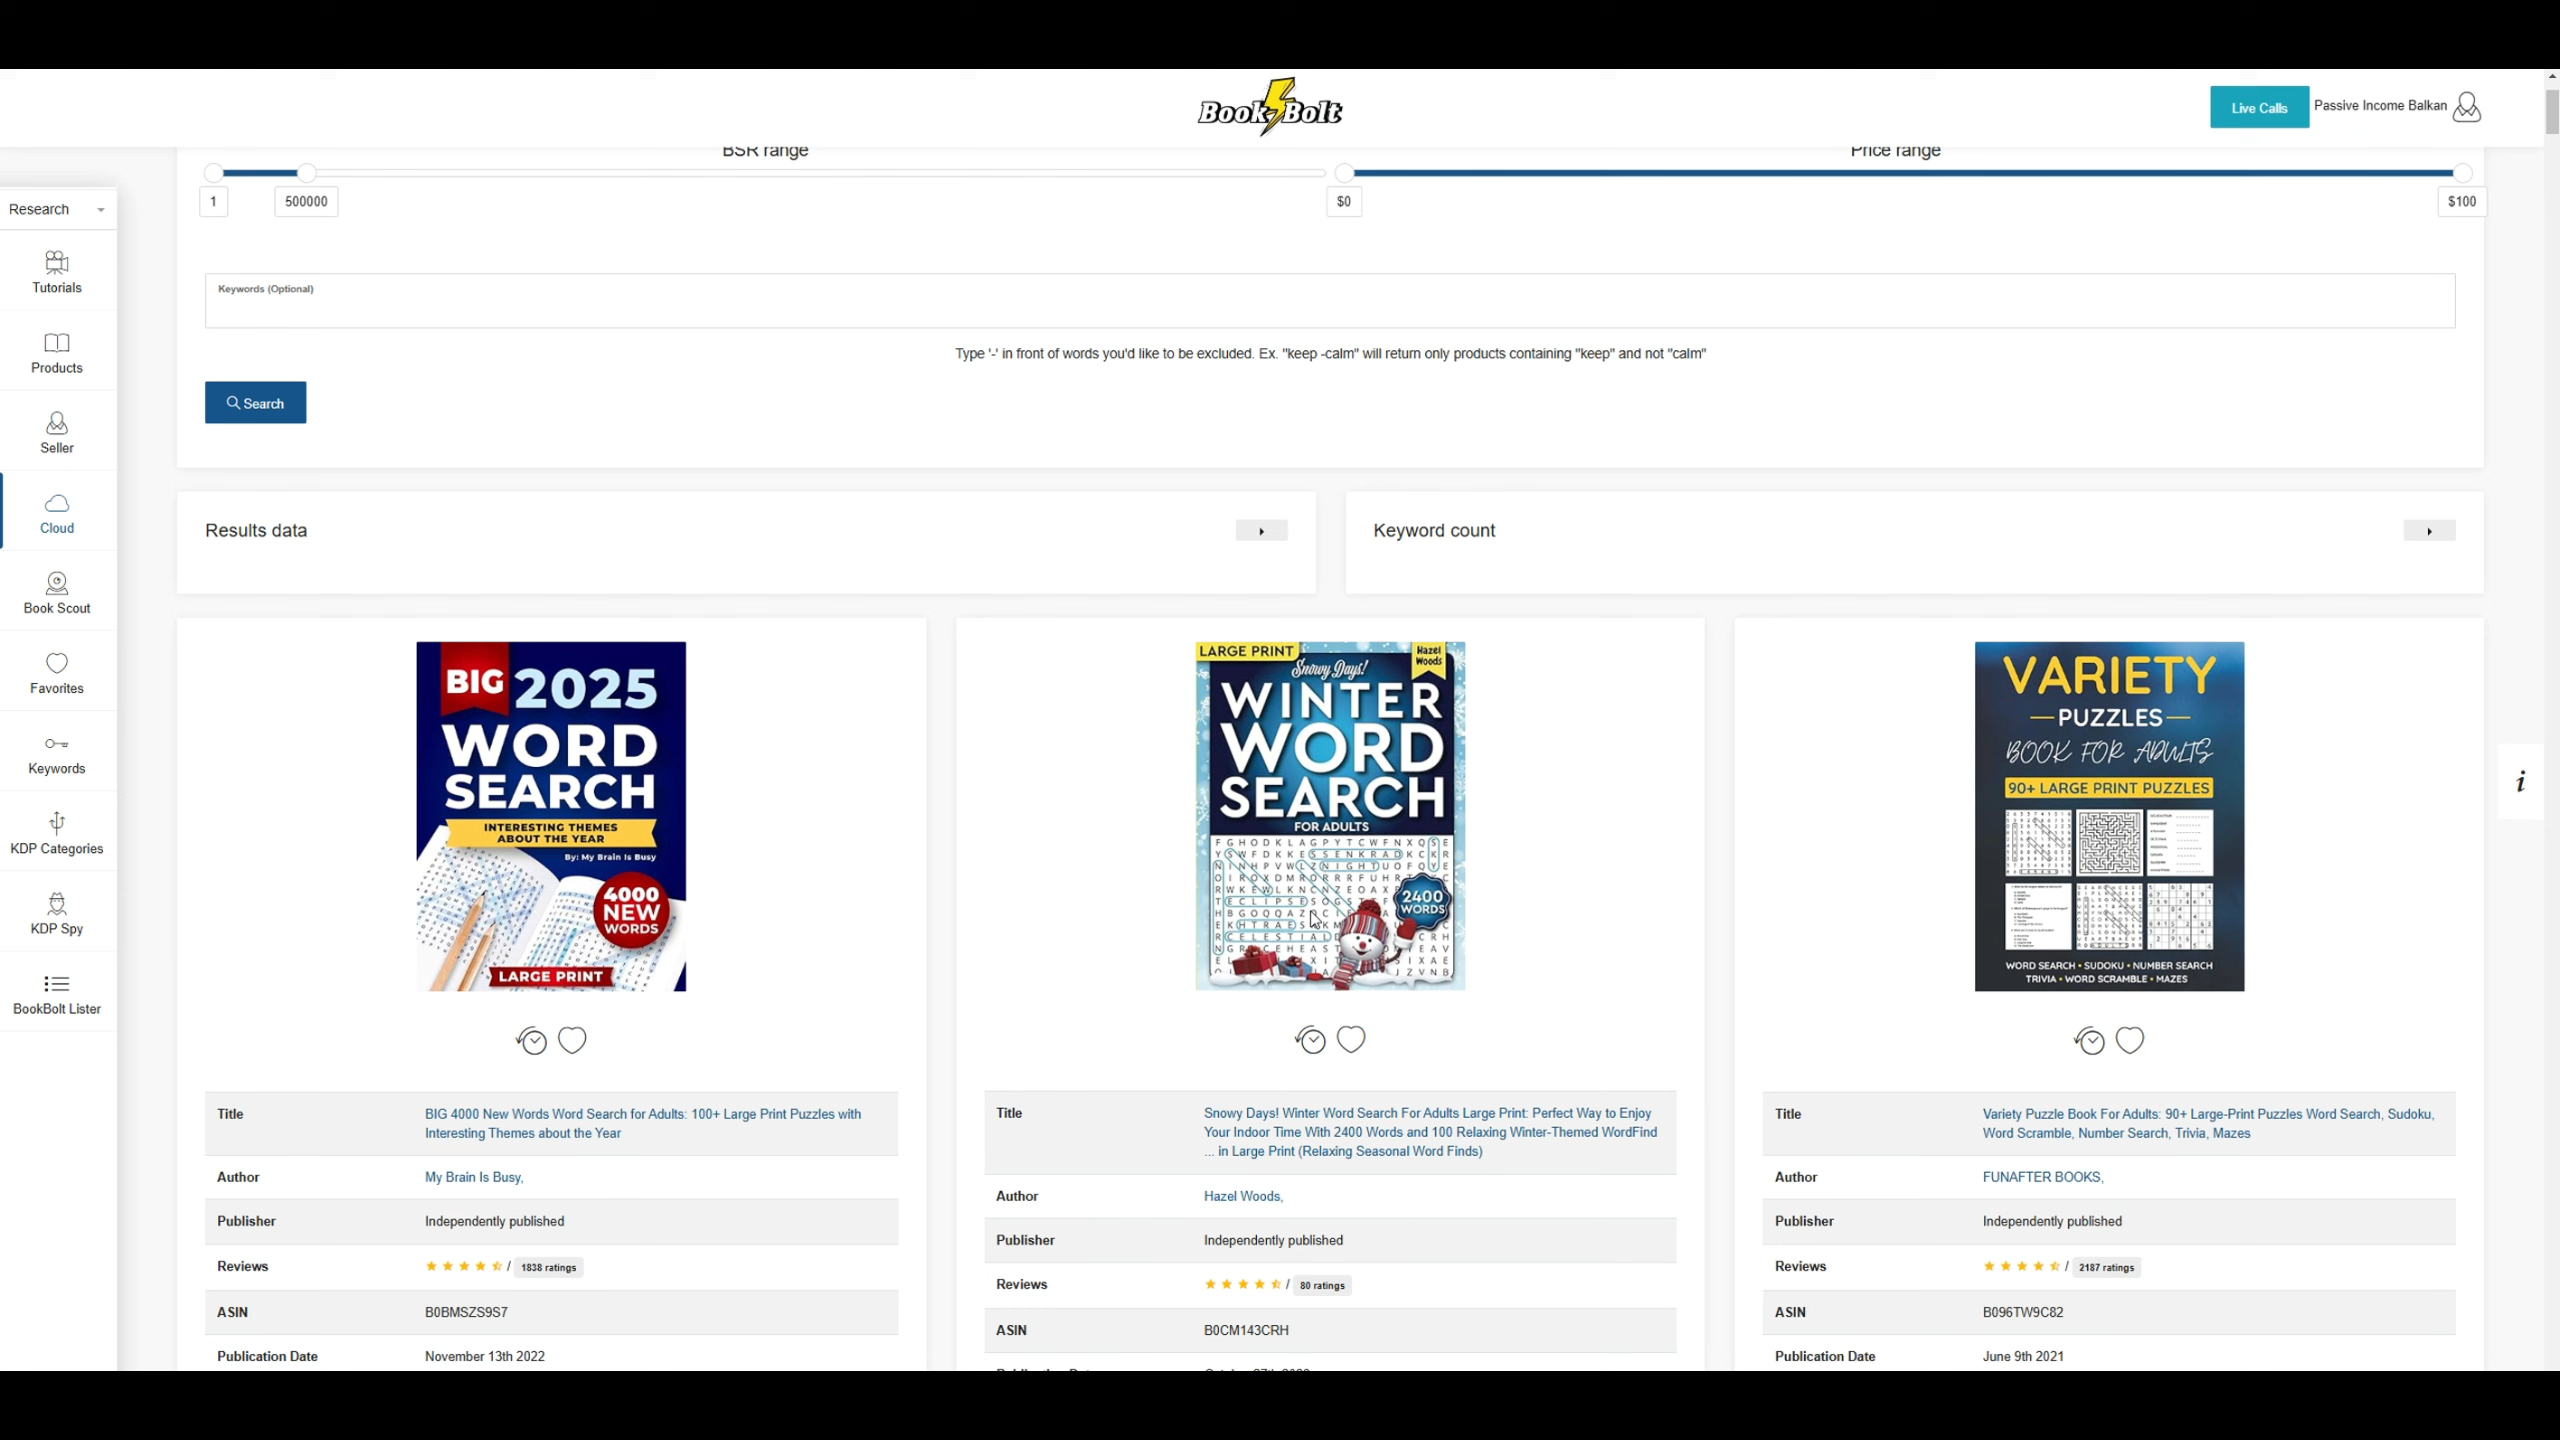 Book Bolt
Live Calls
Passive Income Balkan
BSR range
Price range
1
500000
$0
$100
Research
Tutorials
Products
Seller
Cloud
Book Scout
Favorites
Keywords
KDP Categories
KDP Spy
BookBolt Lister
Keywords (Optional)
Type '-' in front of words you'd like to be excluded. Ex. "keep -calm" will return only products containing "keep" and not "calm"
Search
Results data
Keyword count
i
BIG 2025
WORD
SEARCH
INTERESTING THEMES
ABOUT THE YEAR
By: My Brain Is Busy
4000
NEW
WORDS
LARGE PRINT
Title
BIG 4000 New Words Word Search for Adults: 100+ Large Print Puzzles with
Interesting Themes about the Year
Author
My Brain Is Busy,
Publisher
Independently published
Reviews
/ 1838 ratings
ASIN
B0BMSZS9S7
Publication Date
November 13th 2022
LARGE PRINT
Hazel
Woods
Snowy Days!
WINTER
WORD
SEARCH
FOR ADULTS
2400
WORDS
Title
Snowy Days! Winter Word Search For Adults Large Print: Perfect Way to Enjoy
Your Indoor Time With 2400 Words and 100 Relaxing Winter-Themed WordFind
... in Large Print (Relaxing Seasonal Word Finds)
Author
Hazel Woods,
Publisher
Independently published
Reviews
/ 80 ratings
ASIN
B0CM143CRH
VARIETY
PUZZLES
BOOK FOR ADULTS
90+ LARGE PRINT PUZZLES
WORD SEARCH • SUDOKU • NUMBER SEARCH
TRIVIA • WORD SCRAMBLE • MAZES
Title
Variety Puzzle Book For Adults: 90+ Large-Print Puzzles Word Search, Sudoku,
Word Scramble, Number Search, Trivia, Mazes
Author
FUNAFTER BOOKS,
Publisher
Independently published
Reviews
/ 2187 ratings
ASIN
B096TW9C82
Publication Date
June 9th 2021